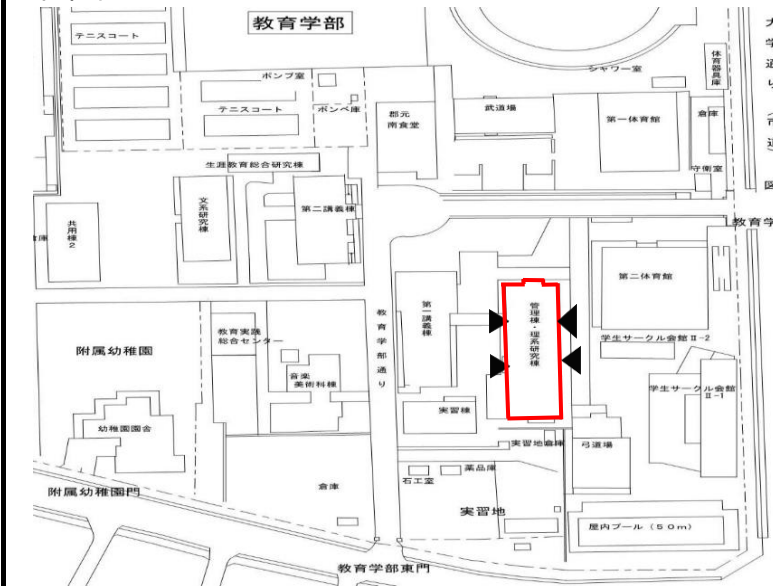 教育学部
テニスコート
ポンプ室
テニスコート
ボンベ庫
郡元
南食堂
武道場
シャワー室
体育器具庫
第一体育館
倉庫
守衛室
大学通り（市道）
生涯教育総合研究棟
共用棟2
倉庫
文系研究棟
第二講義棟
教育学
第二体育館
第一講義棟
管理棟・理系研究棟
教育学部通り
教育実践
総合センター
附属幼稚園
音楽
美術科棟
学生サークル会館Ⅱ-2
学生サークル会館
Ⅱ-1
幼稚園園舎
実習棟
実習地倉庫
弓道場
附属幼稚園門
倉庫
石工室
薬品庫
実習地
屋内プール（50m）
教育学部東門